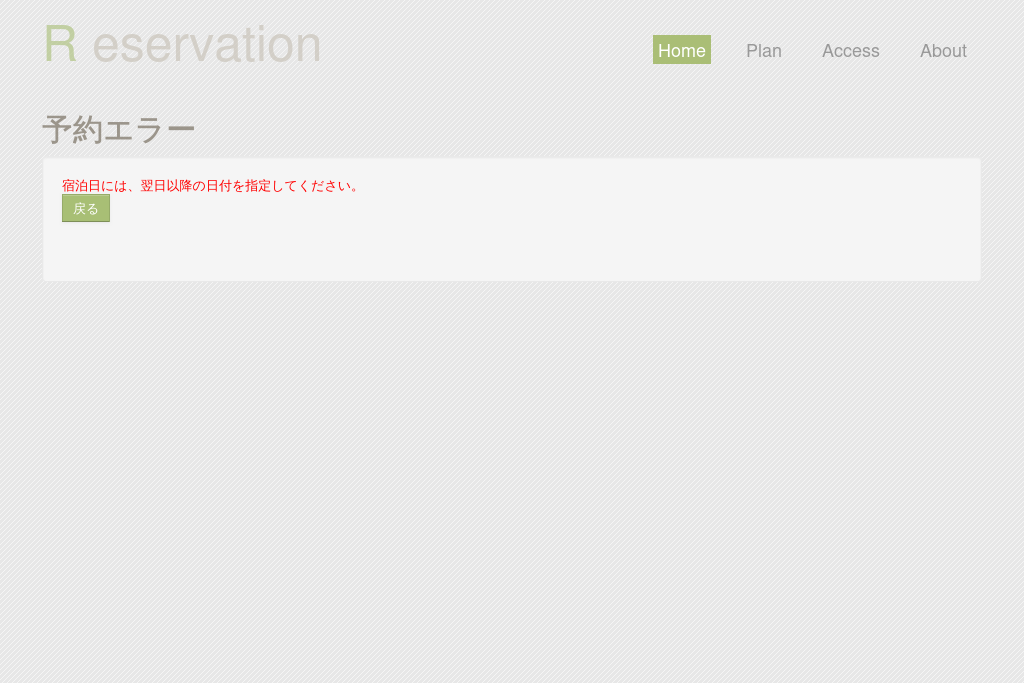 R eservation
Home Plan Access About
予約エラー
宿泊日には、翌日以降の日付を指定してください。
戻る